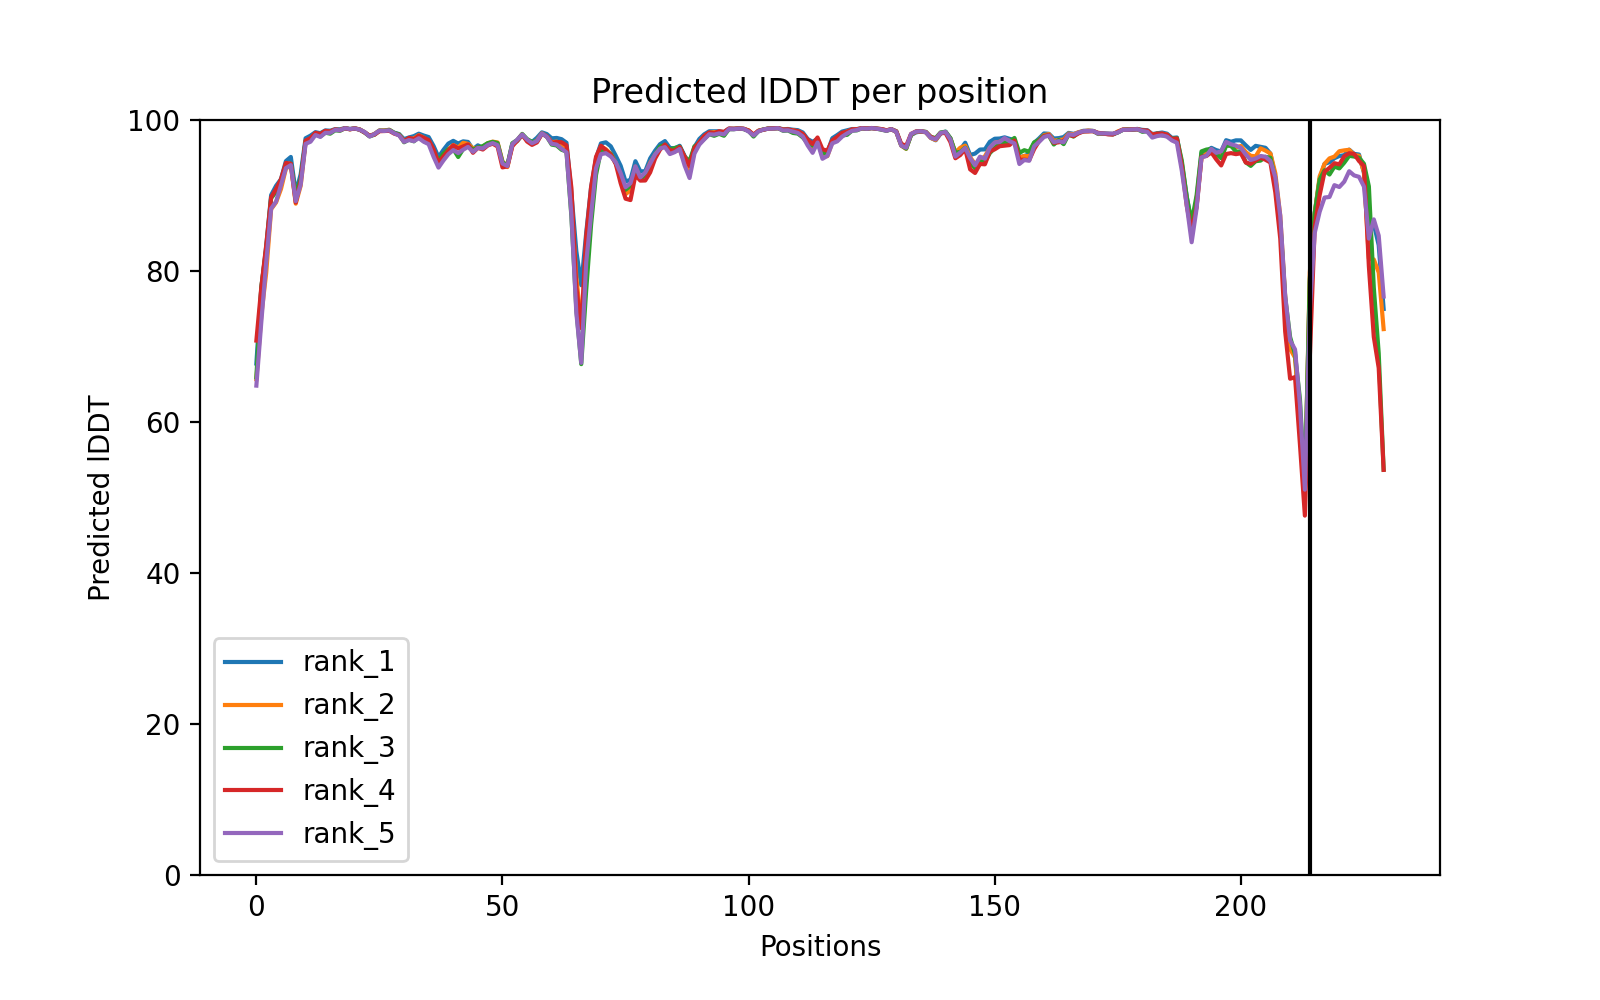 Predicted lDDT per position
100
80
60
40
20
0
Predicted lDDT
rank_1
rank_2
rank_3
rank_4
rank_5
0 50 100 150 200
Positions